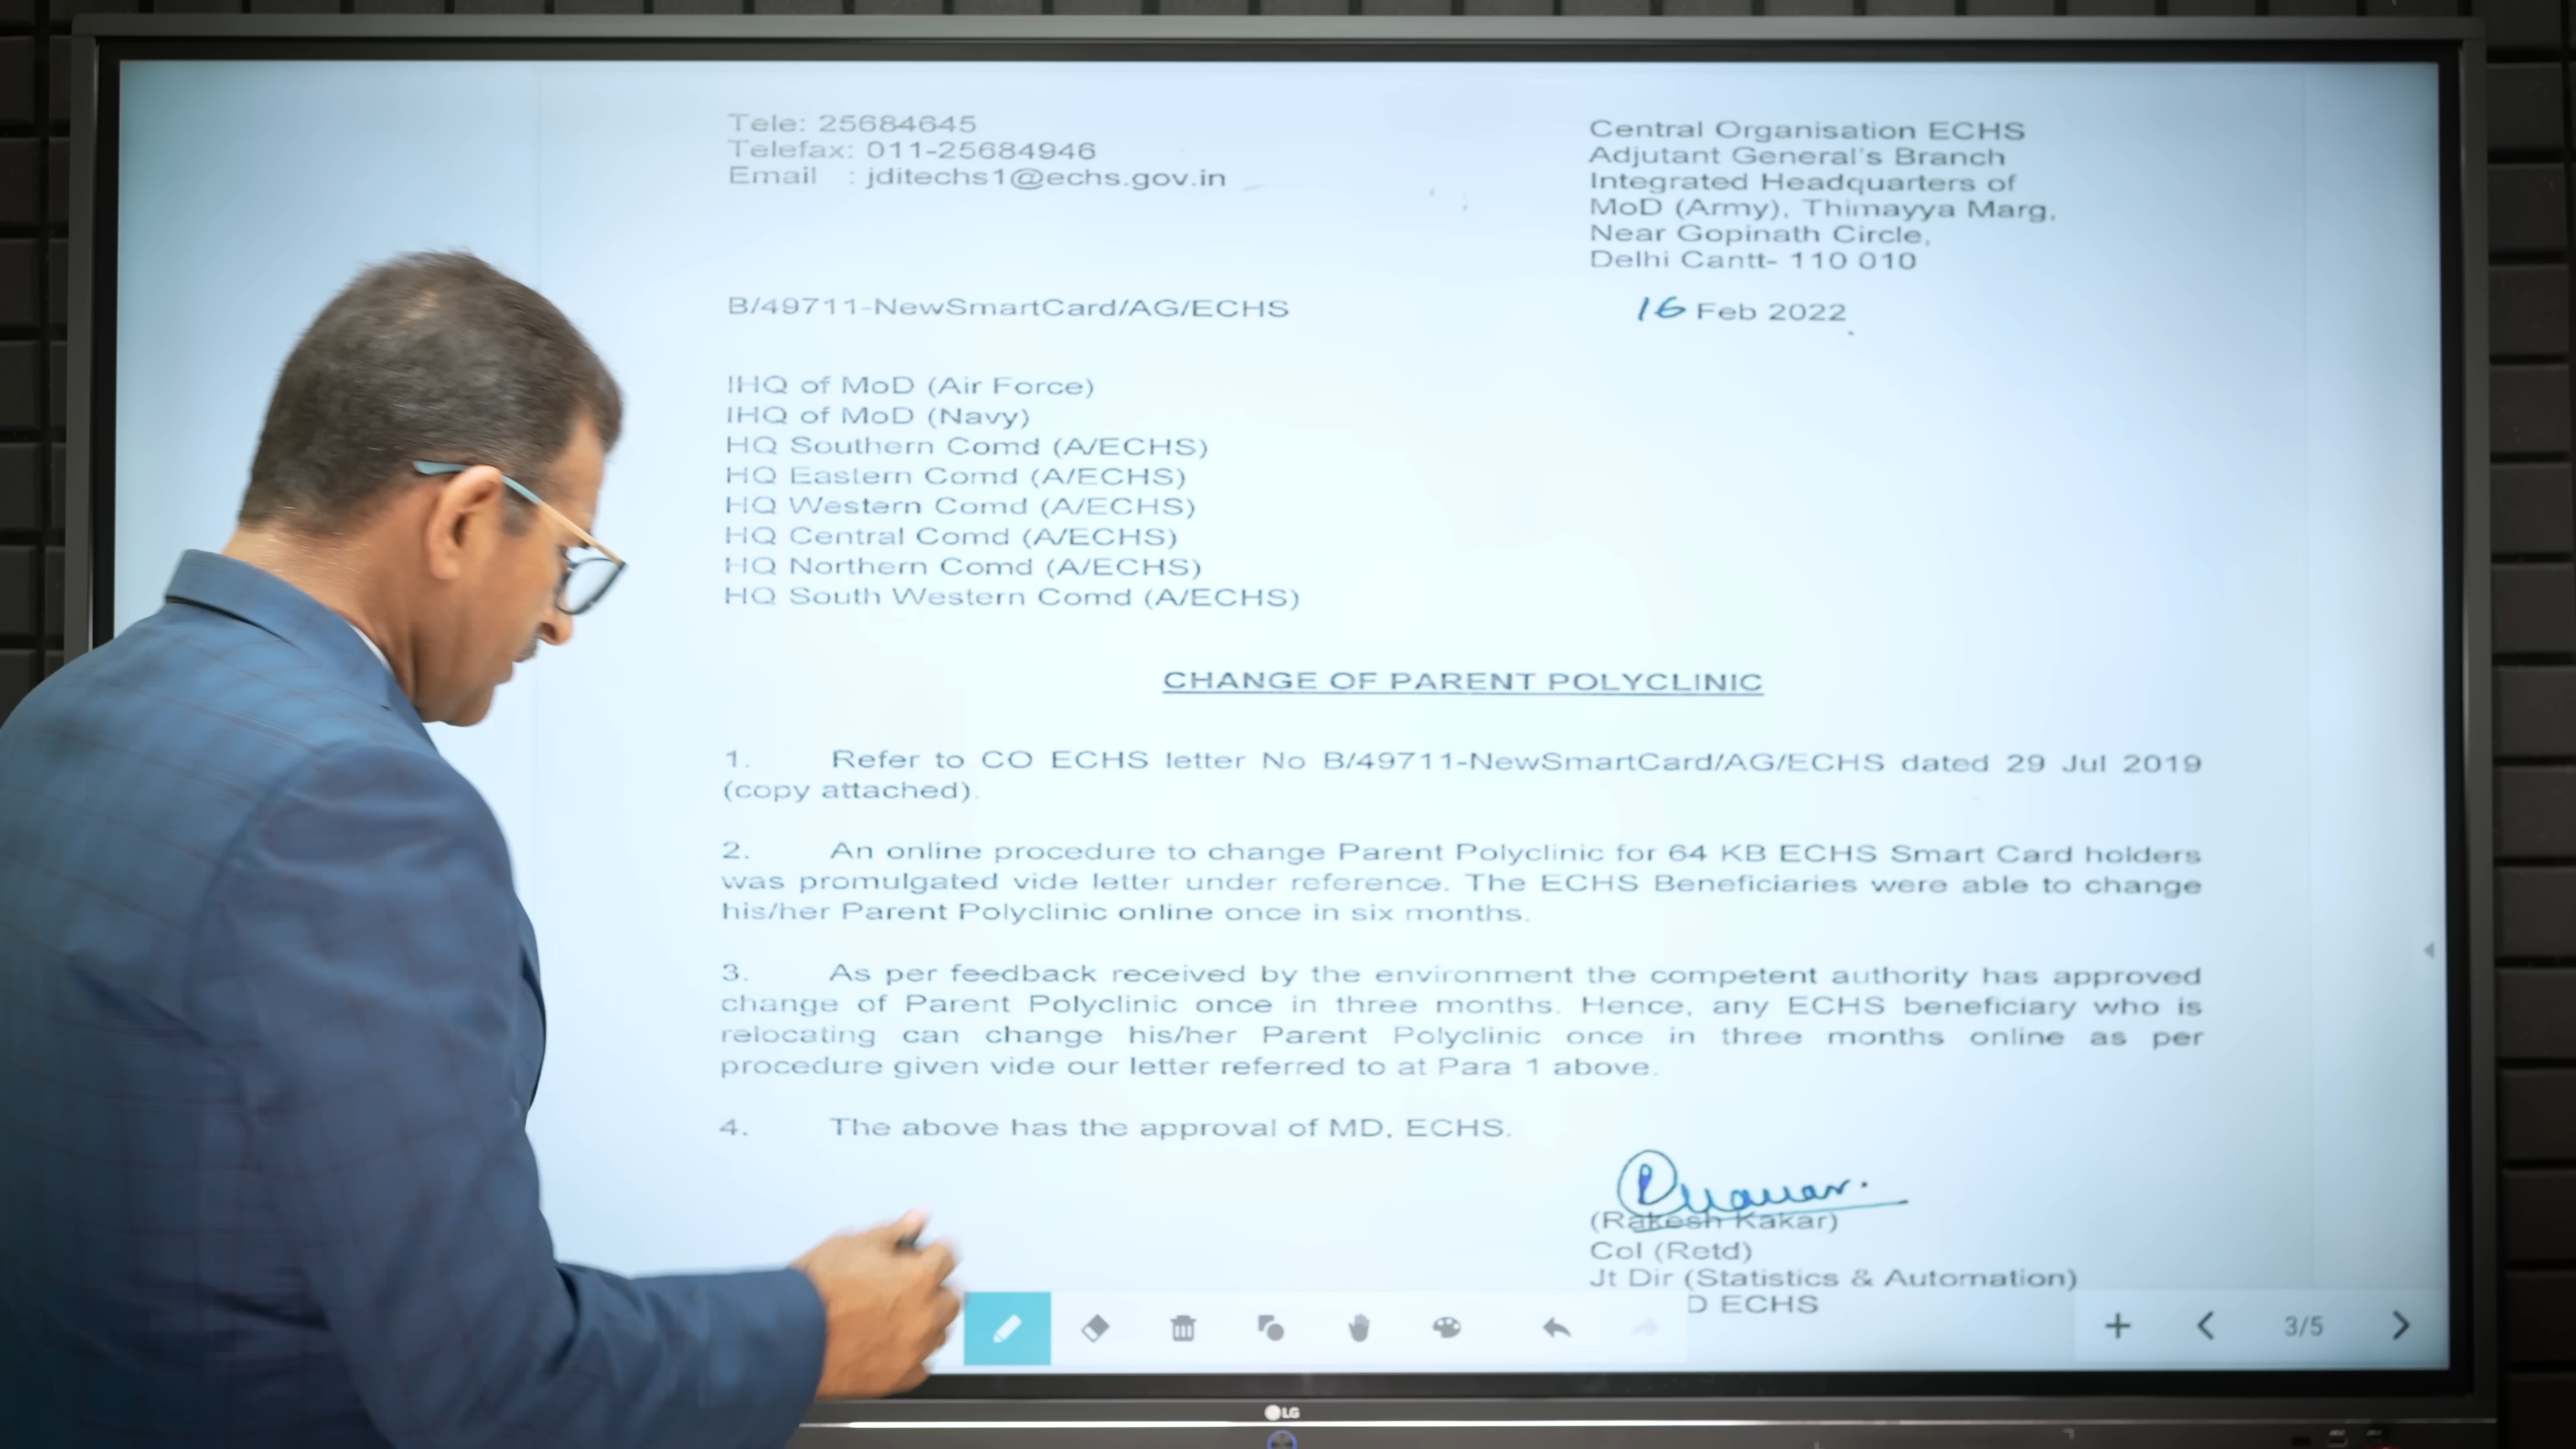 Tele: 25684645
Telefax: 011-25684946
Email : jditechs1@echs.gov.in
Central Organisation ECHS
Adjutant General's Branch
Integrated Headquarters of
MoD (Army), Thimayya Marg,
Near Gopinath Circle,
Delhi Cantt- 110 010
B/49711-NewSmartCard/AG/ECHS
16 Feb 2022
IHQ of MoD (Air Force)
IHQ of MoD (Navy)
HQ Southern Comd (A/ECHS)
HQ Eastern Comd (A/ECHS)
HQ Western Comd (A/ECHS)
HQ Central Comd (A/ECHS)
HQ Northern Comd (A/ECHS)
HQ South Western Comd (A/ECHS)
CHANGE OF PARENT POLYCLINIC
1. Refer to CO ECHS letter No B/49711-NewSmartCard/AG/ECHS dated 29 Jul 2019
(copy attached).
2. An online procedure to change Parent Polyclinic for 64 KB ECHS Smart Card holders
was promulgated vide letter under reference. The ECHS Beneficiaries were able to change
his/her Parent Polyclinic online once in six months.
3. As per feedback received by the environment the competent authority has approved
change of Parent Polyclinic once in three months. Hence, any ECHS beneficiary who is
relocating can change his/her Parent Polyclinic once in three months online as per
procedure given vide our letter referred to at Para 1 above.
4. The above has the approval of MD, ECHS.
(Rakesh Kakar)
Col (Retd)
Jt Dir (Statistics & Automation)
D ECHS
3/5
LG